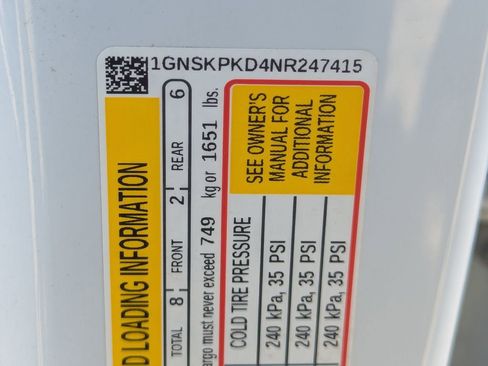 1GNSKPKD4NR247415
LOADING INFORMATION
TOTAL 8 FRONT 2 REAR 6
must never exceed 749 kg or 1651 lbs.
COLD TIRE PRESSURE
SEE OWNER'S
MANUAL FOR
ADDITIONAL
INFORMATION
240 kPa, 35 PSI
240 kPa, 35 PSI
240 kPa, 35 PSI